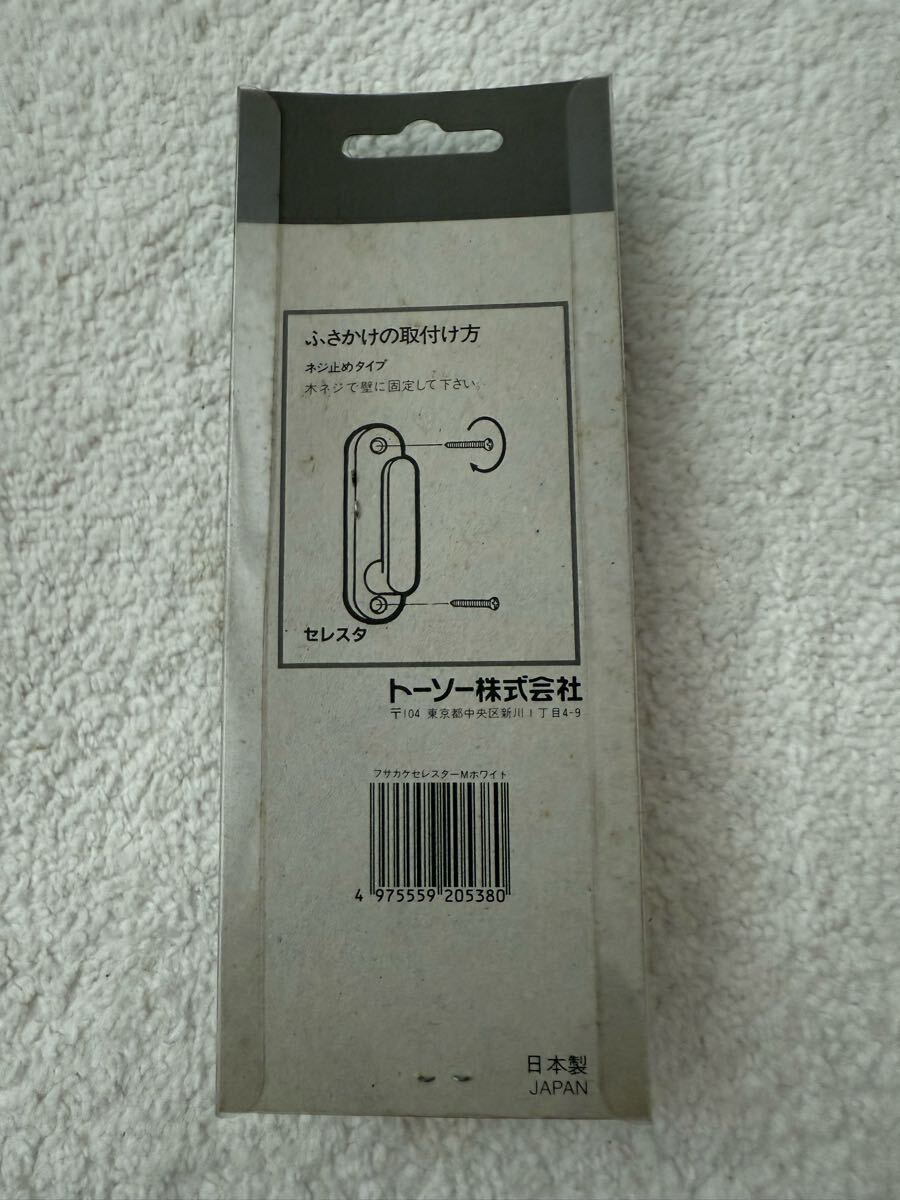 ふさかけの取付け方
ネジ止めタイプ
木ネジで壁に固定して下さい。
セレスタ
トーソー株式会社
〒104 東京都中央区新川1丁目4-9
フサカケセレスターMホワイト
4 975559 205380
日本製
JAPAN